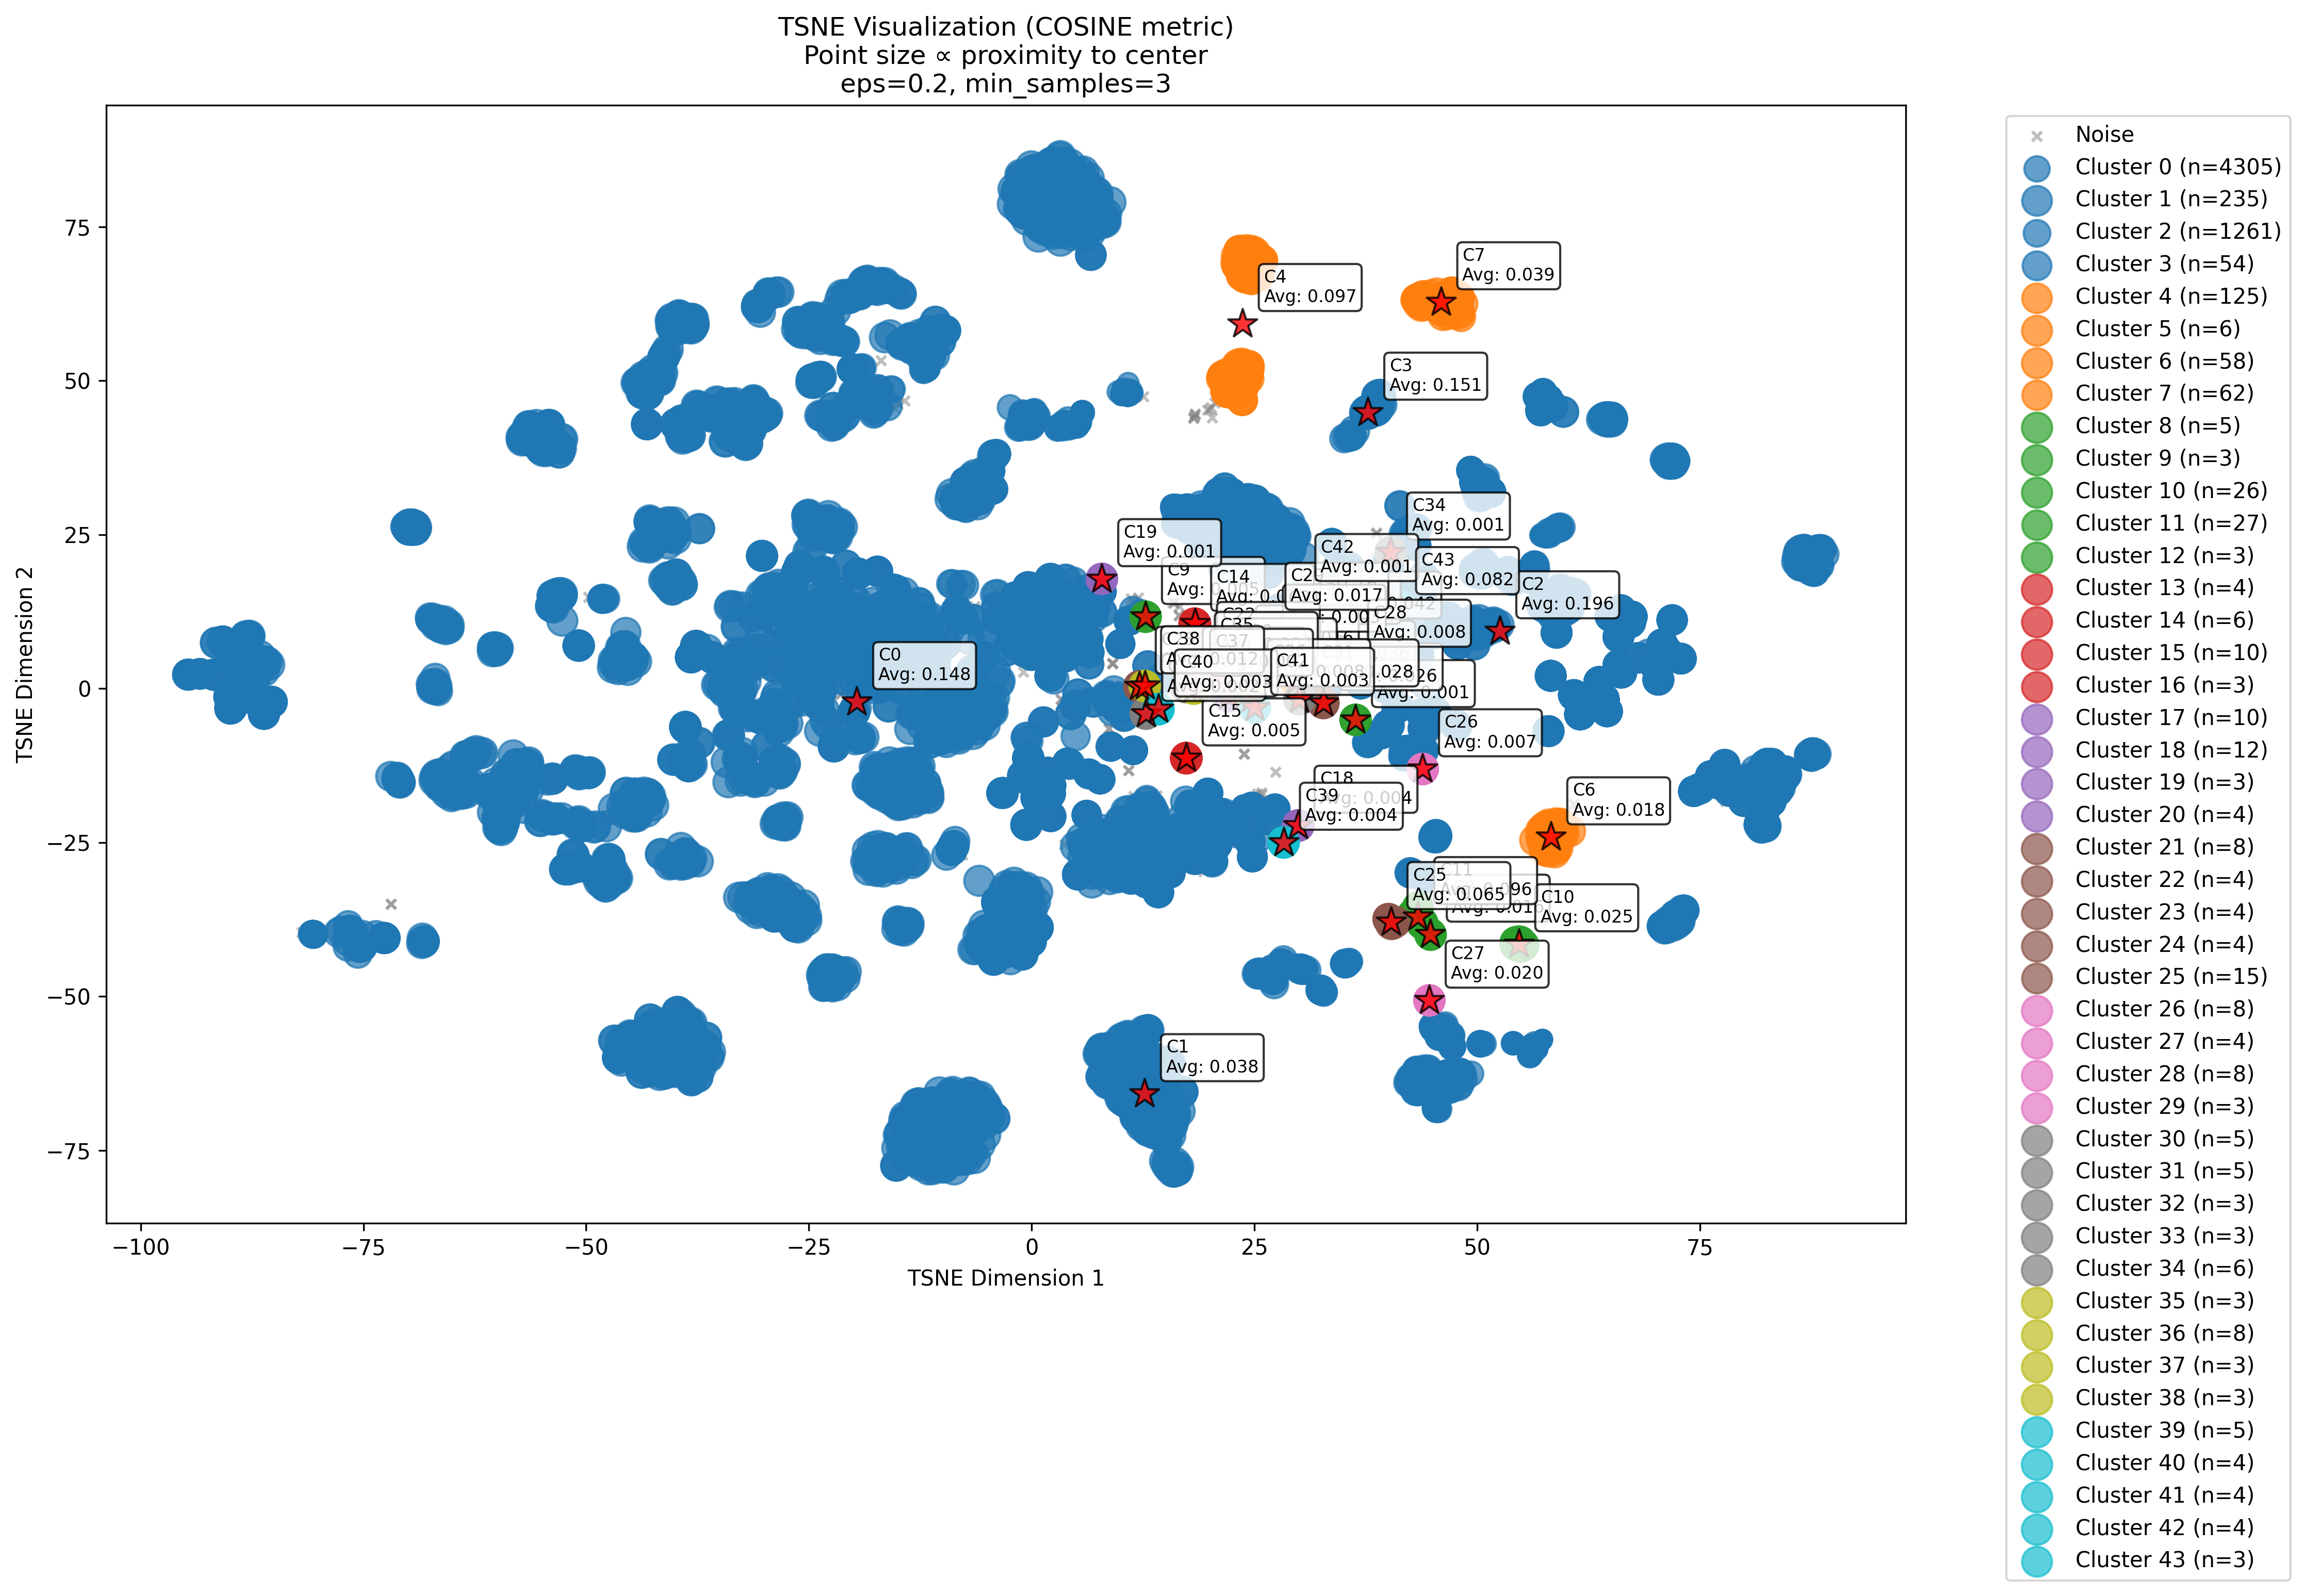 TSNE Visualization (COSINE metric)
Point size ∝ proximity to center
eps=0.2, min_samples=3
TSNE Dimension 2
75
50
25
0
−25
−50
−75
C7
Avg: 0.039
C4
Avg: 0.097
C3
Avg: 0.151
C34
Avg: 0.001
C19
Avg: 0.001
C42
Avg: 0.001
C43
Avg: 0.082
C9
Avg:
C14
Avg: 0.017
C2
Avg: 0.196
C28
Avg: 0.008
C38
C37
C0
Avg: 0.148
C40
Avg: 0.003
C41
Avg: 0.003
C15
Avg: 0.005
C26
Avg: 0.007
C18
C39
Avg: 0.004
C6
Avg: 0.018
C11
C25
Avg: 0.065
C10
Avg: 0.025
C27
Avg: 0.020
C1
Avg: 0.038
−100
−75
−50
−25
0
25
50
75
TSNE Dimension 1
Noise
Cluster 0 (n=4305)
Cluster 1 (n=235)
Cluster 2 (n=1261)
Cluster 3 (n=54)
Cluster 4 (n=125)
Cluster 5 (n=6)
Cluster 6 (n=58)
Cluster 7 (n=62)
Cluster 8 (n=5)
Cluster 9 (n=3)
Cluster 10 (n=26)
Cluster 11 (n=27)
Cluster 12 (n=3)
Cluster 13 (n=4)
Cluster 14 (n=6)
Cluster 15 (n=10)
Cluster 16 (n=3)
Cluster 17 (n=10)
Cluster 18 (n=12)
Cluster 19 (n=3)
Cluster 20 (n=4)
Cluster 21 (n=8)
Cluster 22 (n=4)
Cluster 23 (n=4)
Cluster 24 (n=4)
Cluster 25 (n=15)
Cluster 26 (n=8)
Cluster 27 (n=4)
Cluster 28 (n=8)
Cluster 29 (n=3)
Cluster 30 (n=5)
Cluster 31 (n=5)
Cluster 32 (n=3)
Cluster 33 (n=3)
Cluster 34 (n=6)
Cluster 35 (n=3)
Cluster 36 (n=8)
Cluster 37 (n=3)
Cluster 38 (n=3)
Cluster 39 (n=5)
Cluster 40 (n=4)
Cluster 41 (n=4)
Cluster 42 (n=4)
Cluster 43 (n=3)